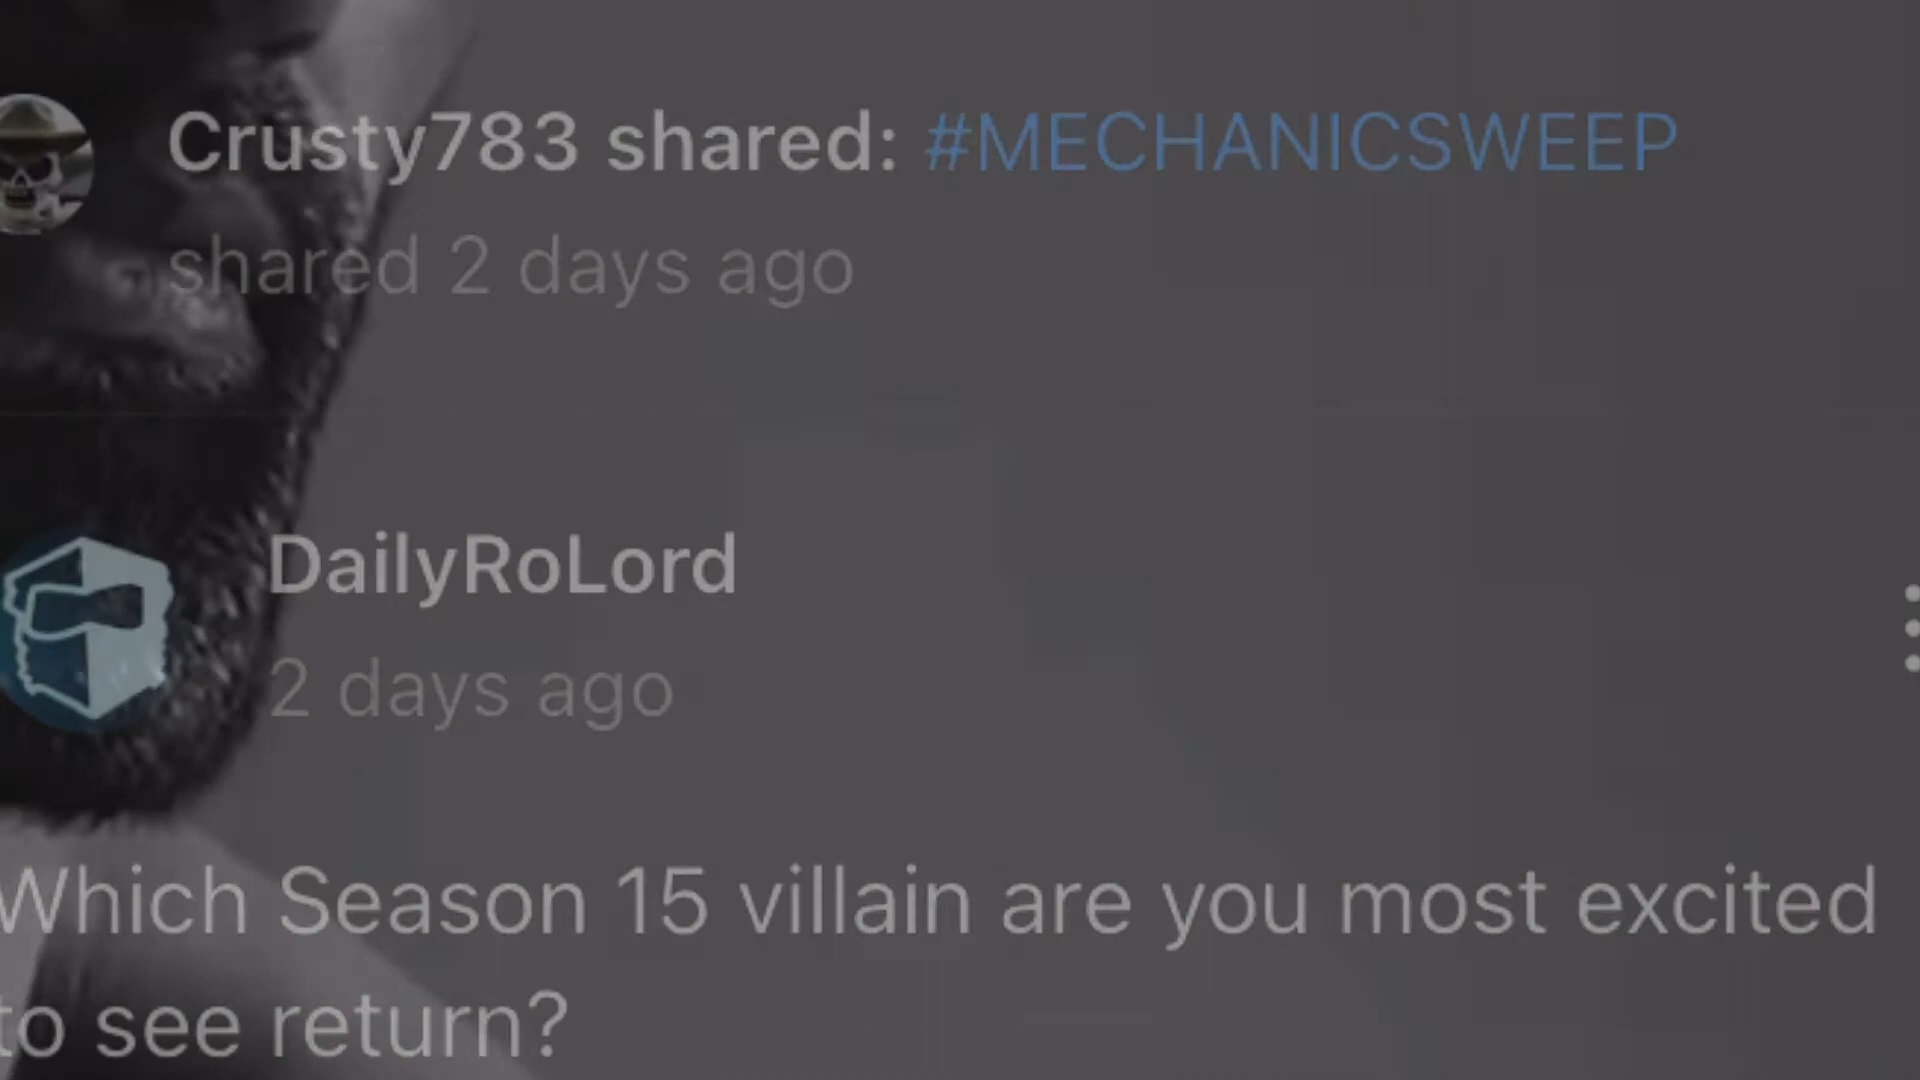 Crusty783 shared: #MECHANICSWEEP
shared 2 days ago
DailyRoLord
2 days ago
Which Season 15 villain are you most excited
to see return?